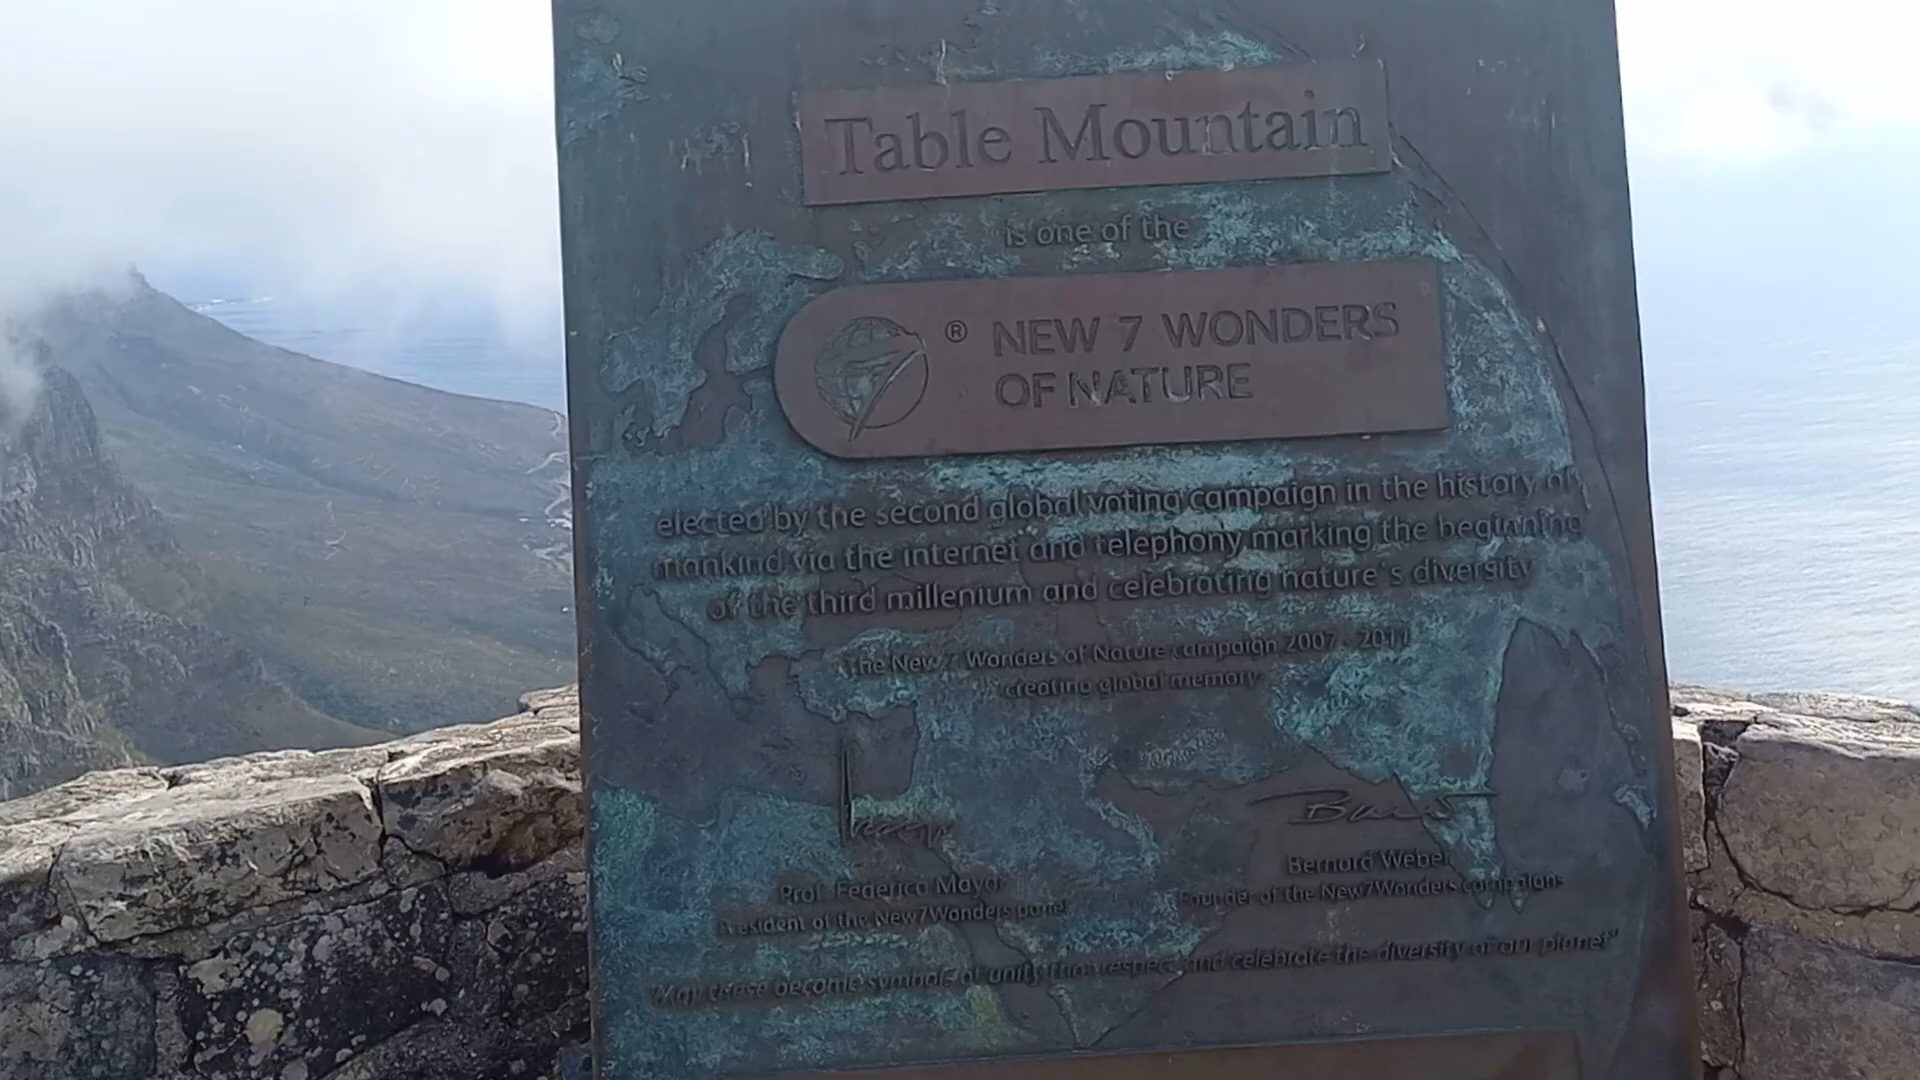 Table Mountain
is one of the
® NEW 7 WONDERS
OF NATURE
elected by the second global voting campaign in the history of
mankind via the internet and telephony marking the beginning
of the third millenium and celebrating nature's diversity
The New 7 Wonders of Nature campaign 2007 - 2011
creating global memory
Prof. Federico Mayor
President of the New7Wonders panel
Bernard Weber
Founder of the New7Wonders campaigns
"May these become symbols of unity that respect and celebrate the diversity of our planet"